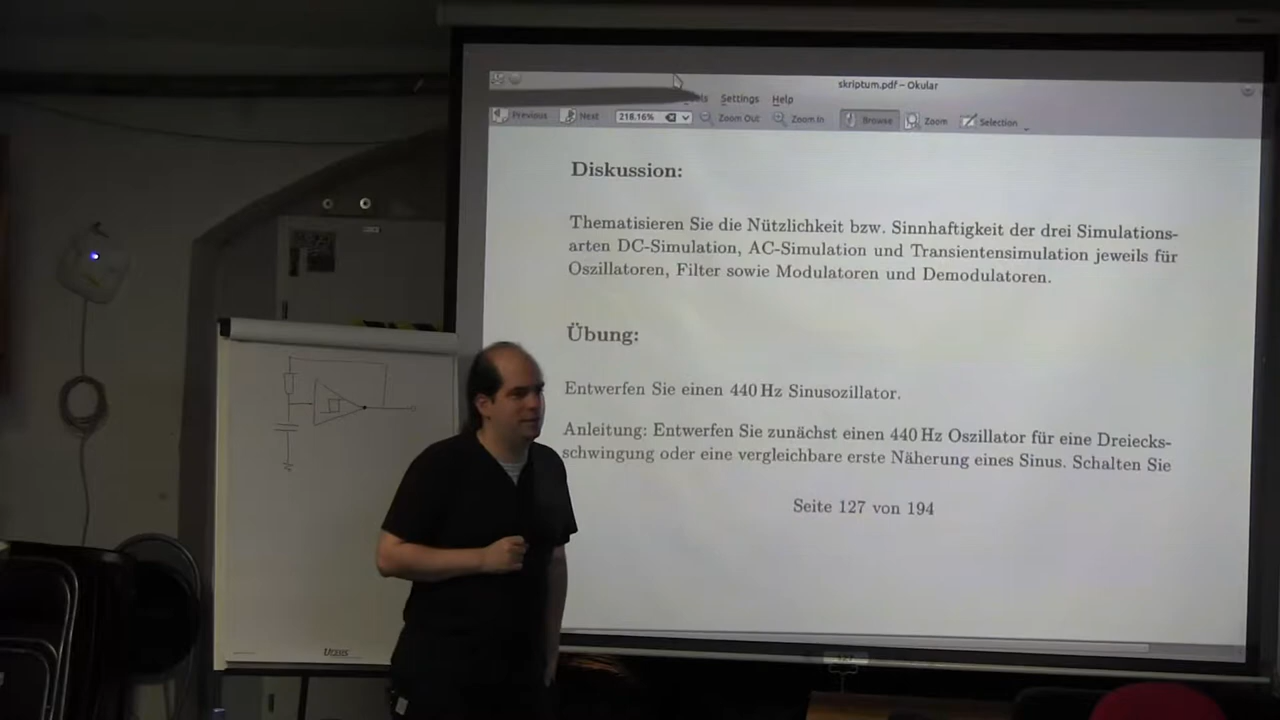 skriptum.pdf – Okular
Settings Help
Previous Next 218.16% Zoom Out Zoom In Browse Zoom Selection
Diskussion:
Thematisieren Sie die Nützlichkeit bzw. Sinnhaftigkeit der drei Simulations-
arten DC-Simulation, AC-Simulation und Transientensimulation jeweils für
Oszillatoren, Filter sowie Modulatoren und Demodulatoren.
Übung:
Entwerfen Sie einen 440 Hz Sinusozillator.
Anleitung: Entwerfen Sie zunächst einen 440 Hz Oszillator für eine Dreiecks-
schwingung oder eine vergleichbare erste Näherung eines Sinus. Schalten Sie
Seite 127 von 194